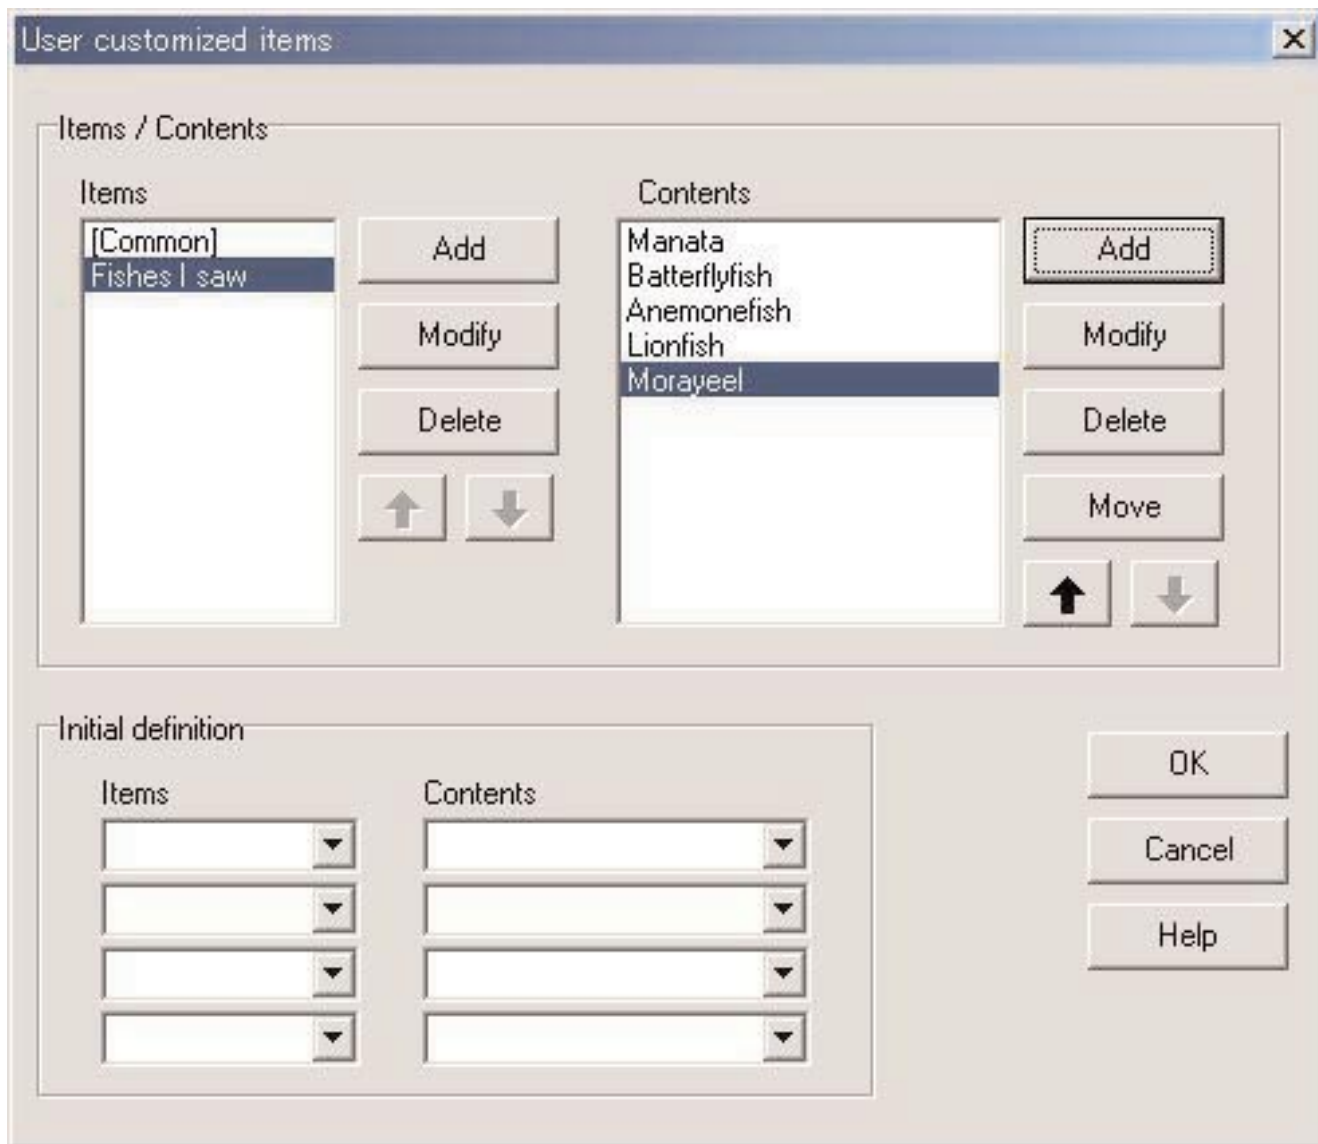 User customized items
Items / Contents
Items
Contents
[Common]
Fishes I saw
Add
Modify
Delete
Manata
Batterflyfish
Anemonefish
Lionfish
Morayeel
Add
Modify
Delete
Move
Initial definition
Items
Contents
OK
Cancel
Help